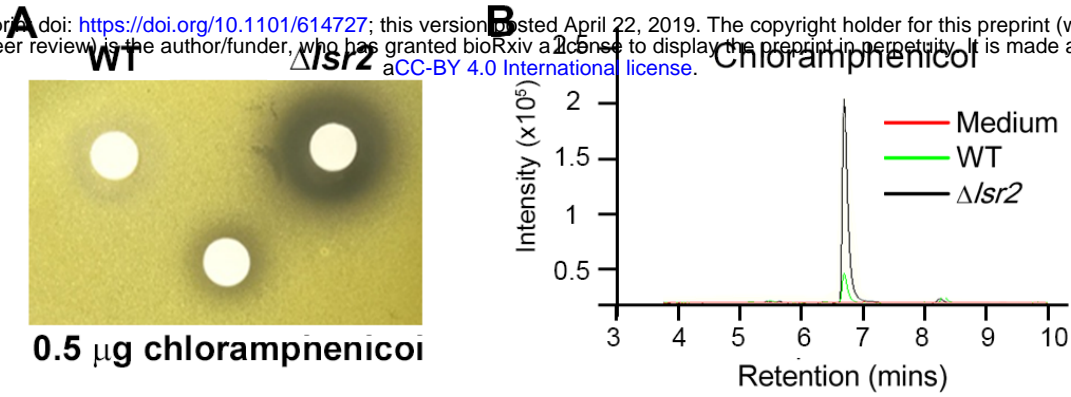 A
B
rint doi: https://doi.org/10.1101/614727; this version posted April 22, 2019. The copyright holder for this preprint (w
eer review) is the author/funder, who has granted bioRxiv a license to display the preprint in perpetuity. It is made a
aCC-BY 4.0 International license.
WT
Δlsr2
0.5 μg chloramphenicol
Chloramphenicol
Intensity (x10⁵)
2.5
2
1.5
1
0.5
Medium
WT
Δlsr2
3 4 5 6 7 8 9 10
Retention (mins)